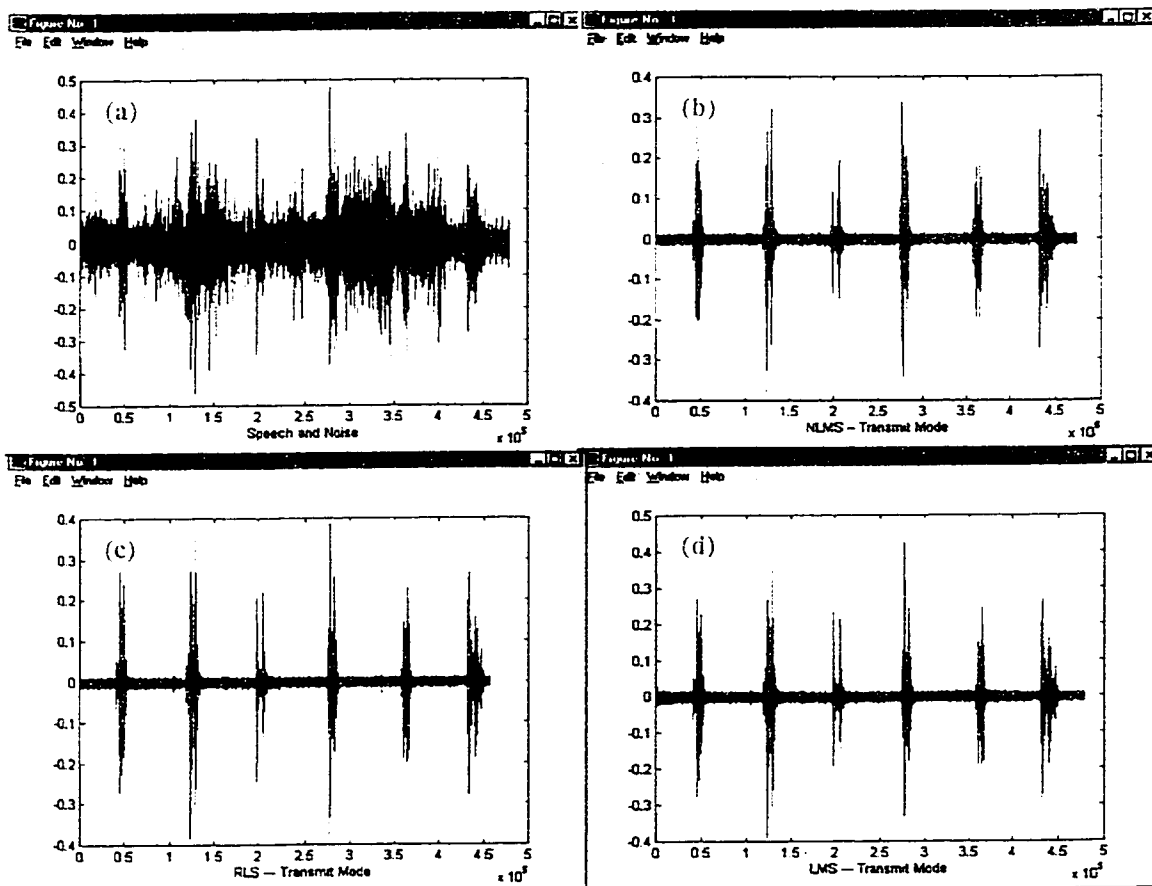 Figure No. 1
File Edit Window Help
(a)
0.5
0.4
0.3
0.2
0.1
0
-0.1
-0.2
-0.3
-0.4
-0.5
0 0.5 1 1.5 2 2.5 3 3.5 4 4.5 5
Speech and Noise
x 10^5
Figure No. 1
File Edit Window Help
(b)
0.4
0.3
0.2
0.1
0
-0.1
-0.2
-0.3
-0.4
0 0.5 1 1.5 2 2.5 3 3.5 4 4.5 5
NLMS - Transmit Mode
x 10^5
Figure No. 1
File Edit Window Help
(c)
0.4
0.3
0.2
0.1
0
-0.1
-0.2
-0.3
-0.4
0 0.5 1 1.5 2 2.5 3 3.5 4 4.5 5
RLS - Transmit Mode
x 10^5
Figure No. 1
File Edit Window Help
(d)
0.5
0.4
0.3
0.2
0.1
0
-0.1
-0.2
-0.3
-0.4
0 0.5 1 1.5 2 2.5 3 3.5 4 4.5 5
LMS - Transmit Mode
x 10^5